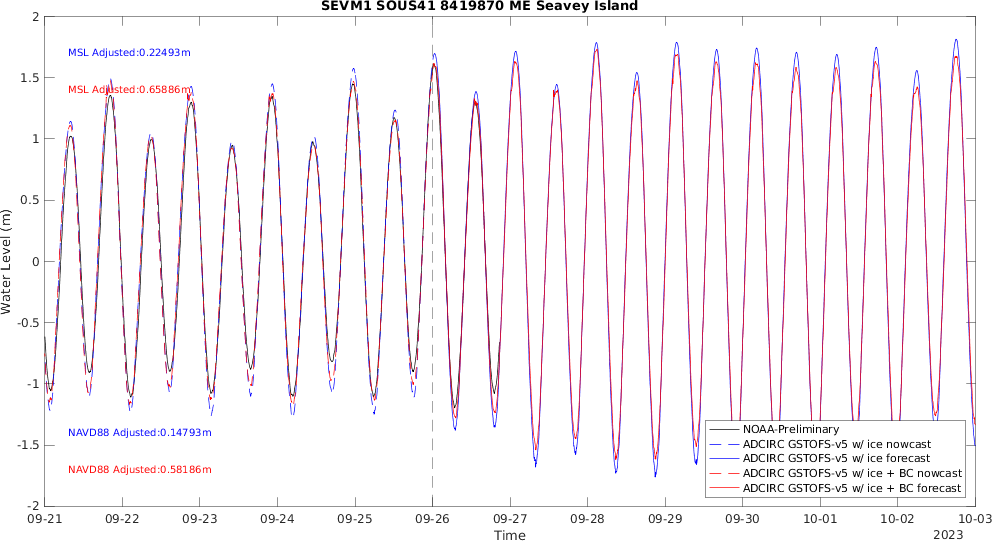 SEVM1 SOUS41 8419870 ME Seavey Island
2
1.5
1
0.5
0
-0.5
-1
-1.5
-2
Water Level (m)
MSL Adjusted:0.22493m
MSL Adjusted:0.65886m
NAVD88 Adjusted:0.14793m
NAVD88 Adjusted:0.58186m
NOAA-Preliminary
ADCIRC GSTOFS-v5 w/ ice nowcast
ADCIRC GSTOFS-v5 w/ ice forecast
ADCIRC GSTOFS-v5 w/ ice + BC nowcast
ADCIRC GSTOFS-v5 w/ ice + BC forecast
09-21 09-22 09-23 09-24 09-25 09-26 09-27 09-28 09-29 09-30 10-01 10-02 10-03
Time
2023